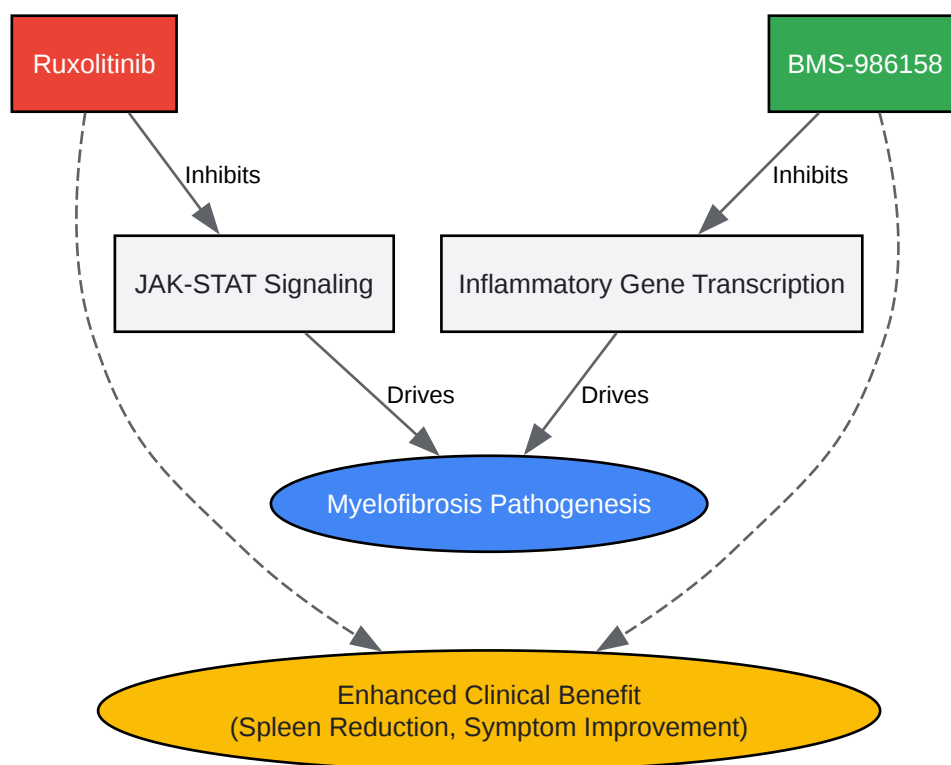 Ruxolitinib
BMS-986158
Inhibits
Inhibits
JAK-STAT Signaling
Inflammatory Gene Transcription
Drives
Drives
Myelofibrosis Pathogenesis
Enhanced Clinical Benefit
(Spleen Reduction, Symptom Improvement)